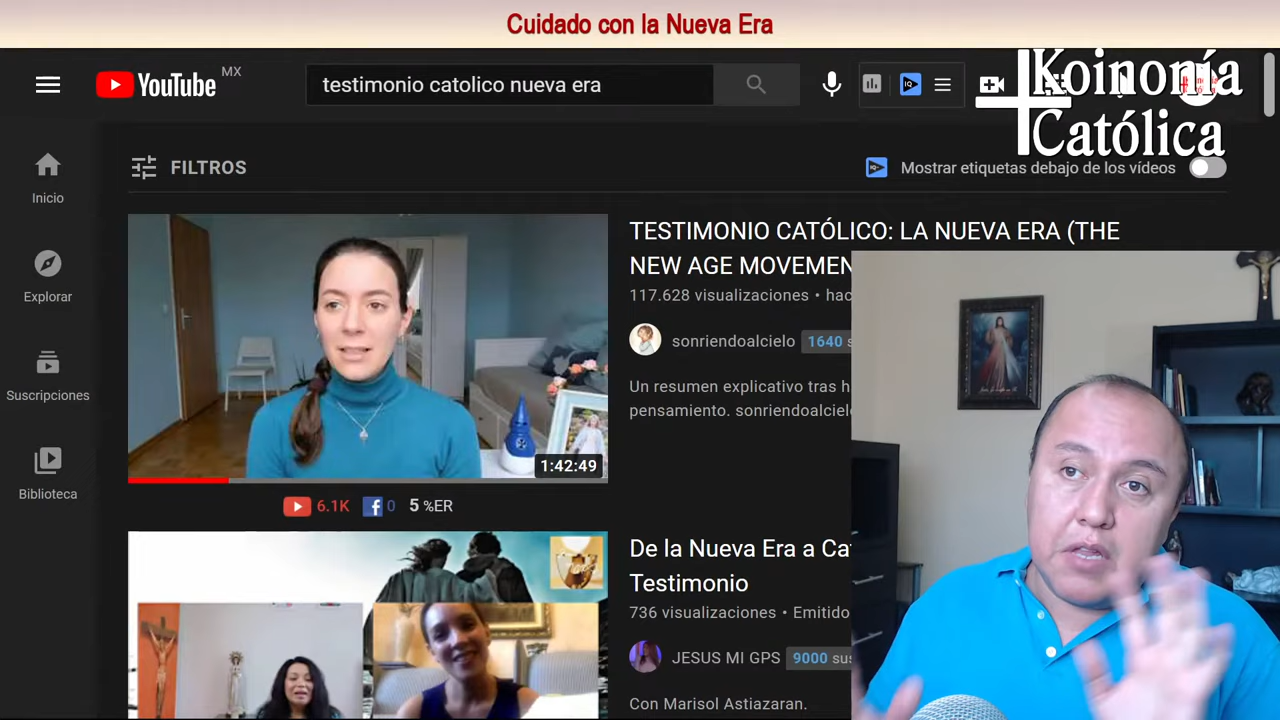 Cuidado con la Nueva Era
YouTube MX
testimonio catolico nueva era
Koinonía
Católica
FILTROS
Mostrar etiquetas debajo de los vídeos
Inicio
Explorar
Suscripciones
Biblioteca
TESTIMONIO CATÓLICO: LA NUEVA ERA (THE
NEW AGE MOVEMEN
117.628 visualizaciones • hac
sonriendoalcielo 1640 s
Un resumen explicativo tras h
pensamiento. sonriendoalciel
1:42:49
6.1K 0 5 %ER
De la Nueva Era a Ca
Testimonio
736 visualizaciones • Emitido
JESUS MI GPS 9000 sus
Con Marisol Astiazaran.